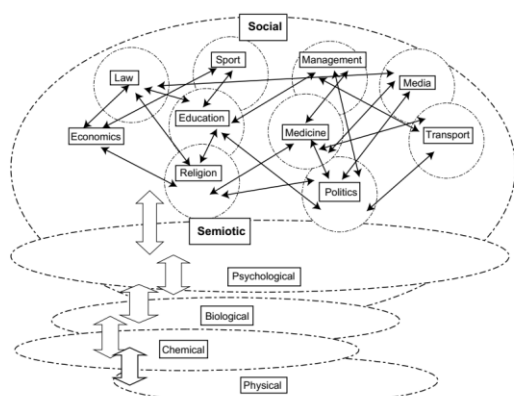 Social
Sport
Management
Law
Media
Education
Economics
Medicine
Transport
Religion
Politics
Semiotic
Psychological
Biological
Chemical
Physical